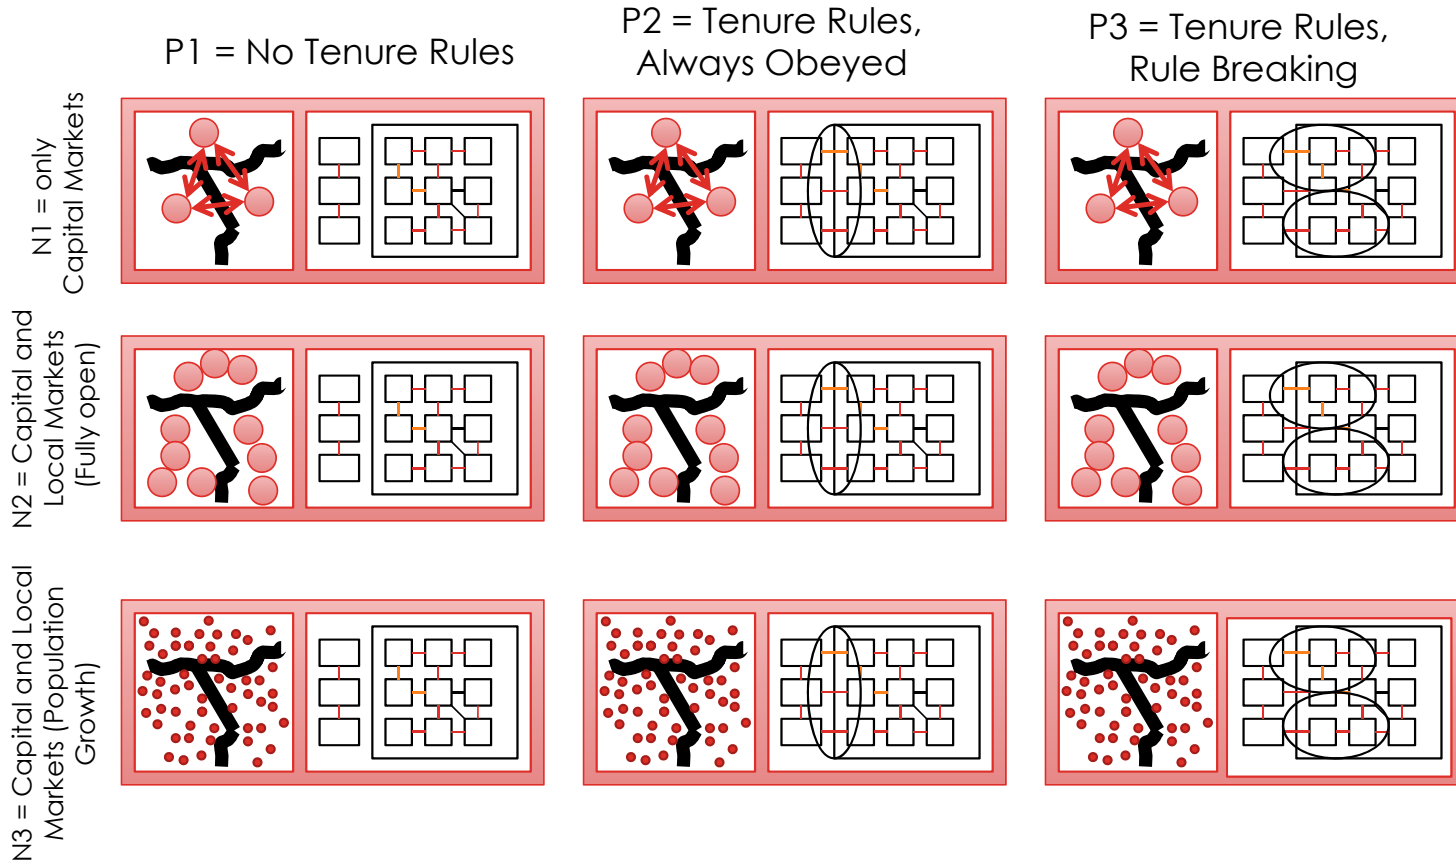 P1 = No Tenure Rules
P2 = Tenure Rules,
Always Obeyed
P3 = Tenure Rules,
Rule Breaking
N1 = only
Capital Markets
N2 = Capital and
Local Markets
(Fully open)
N3 = Capital and Local
Markets (Population
Growth)